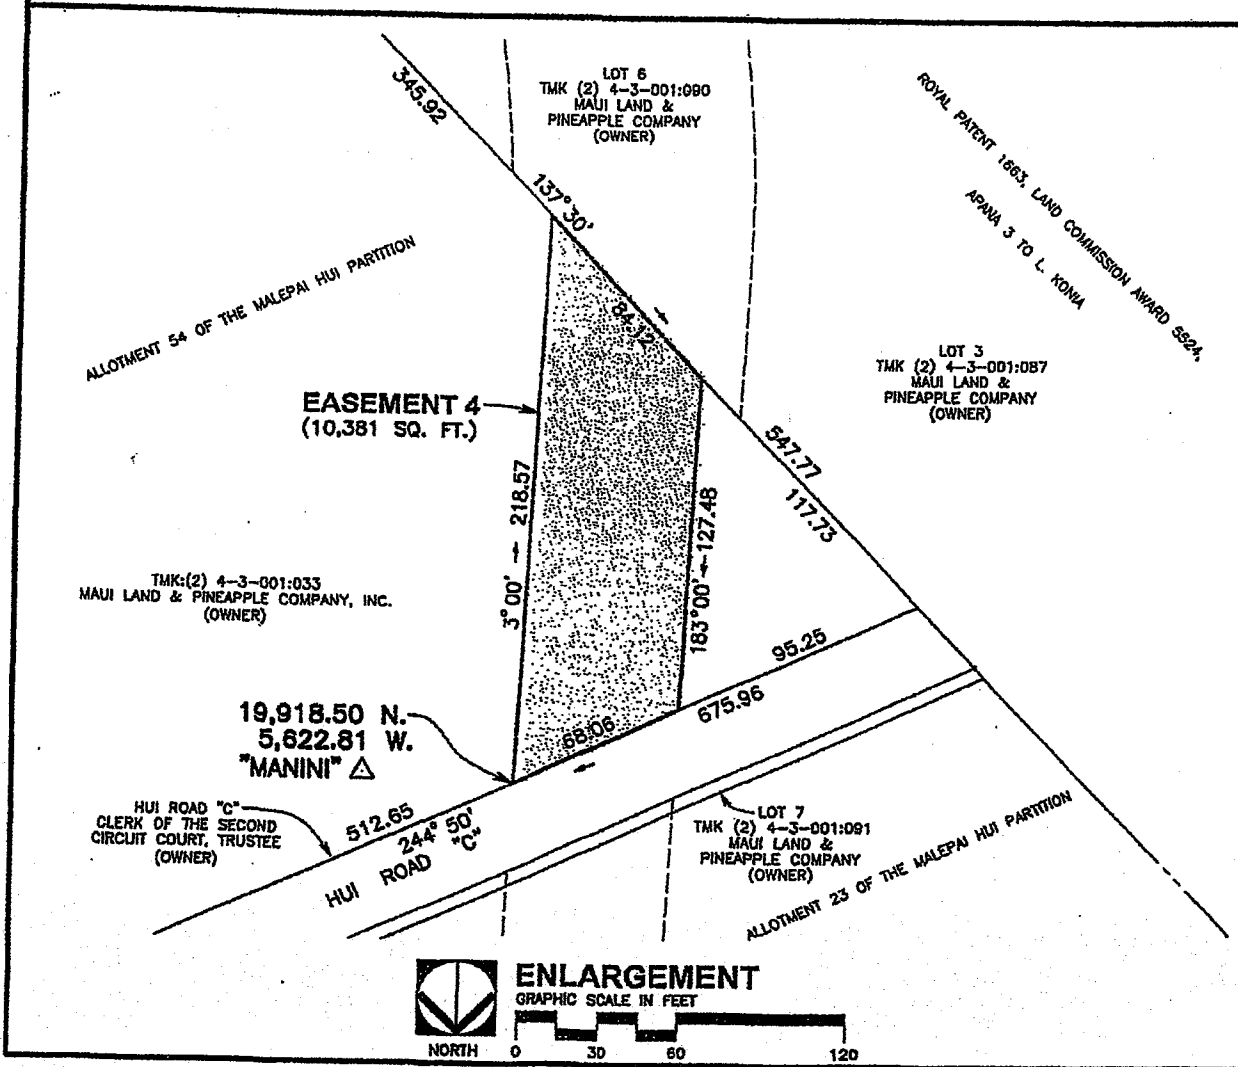 345.92
LOT 6
TMK (2) 4-3-001:090
MAUI LAND &
PINEAPPLE COMPANY
(OWNER)
ROYAL PATENT 1663, LAND COMMISSION AWARD 5524,
APANA 3 TO L. KONIA
137° 30'
ALLOTMENT 54 OF THE MALEPAI HUI PARTITION
84.12
LOT 3
TMK (2) 4-3-001:087
MAUI LAND &
PINEAPPLE COMPANY
(OWNER)
EASEMENT 4
(10,381 SQ. FT.)
547.77
117.73
3° 00' 218.57
183°00' 127.48
TMK:(2) 4-3-001:033
MAUI LAND & PINEAPPLE COMPANY, INC.
(OWNER)
95.25
675.96
68.06
19,918.50 N.
5,622.81 W.
"MANINI"
HUI ROAD "C"
CLERK OF THE SECOND
CIRCUIT COURT, TRUSTEE
(OWNER)
512.65
244° 50'
HUI ROAD "C"
LOT 7
TMK (2) 4-3-001:091
MAUI LAND &
PINEAPPLE COMPANY
(OWNER)
ALLOTMENT 23 OF THE MALEPAI HUI PARTITION
ENLARGEMENT
GRAPHIC SCALE IN FEET
NORTH
0 30 60 120